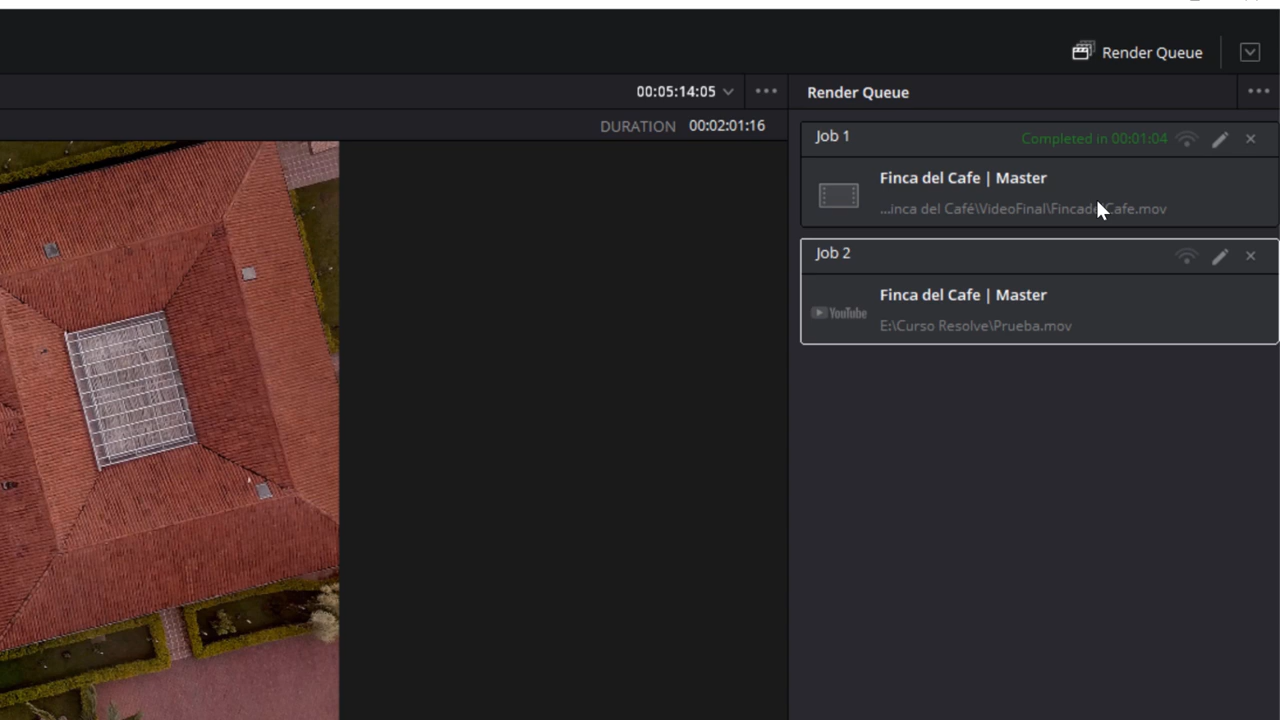 Render Queue
00:05:14:05
Render Queue
DURATION 00:02:01:16
Job 1 Completed in 00:01:04
Finca del Cafe | Master
...inca del Café\VideoFinal\Fincade Cafe.mov
Job 2
Finca del Cafe | Master
YouTube
E:\Curso Resolve\Prueba.mov